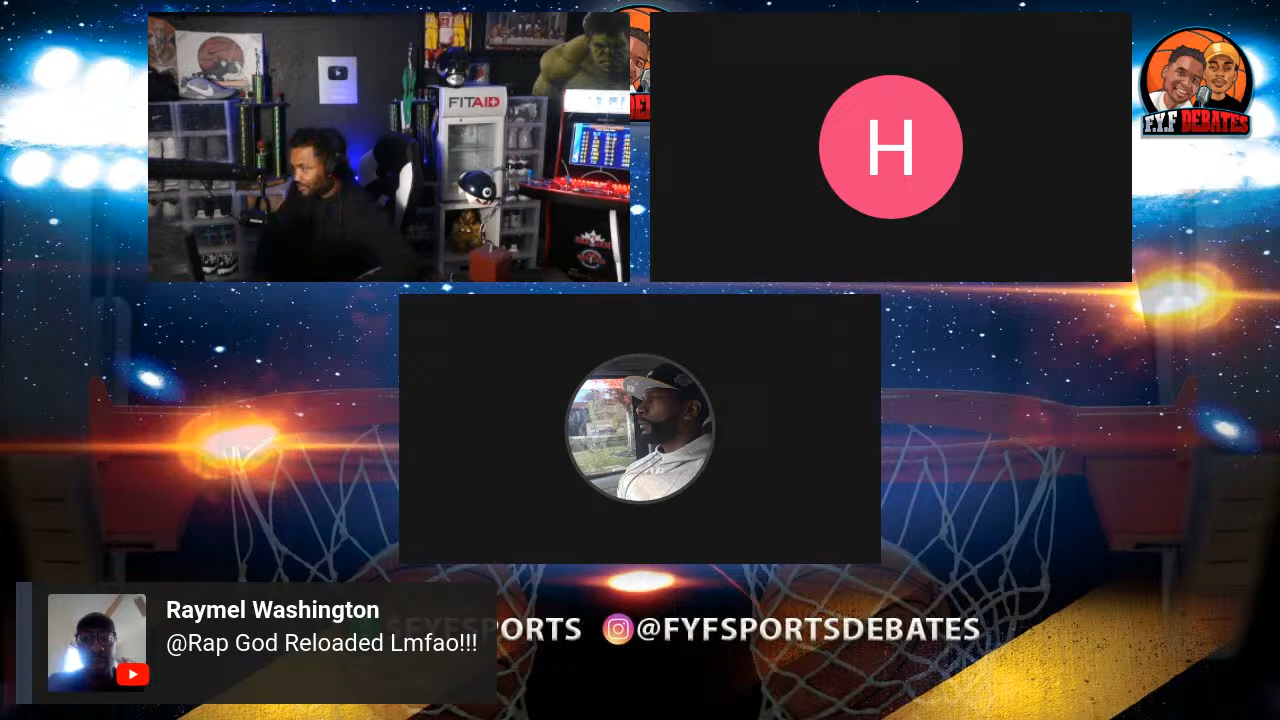 FITAID
H
F.Y.F DEBATES
Raymel Washington
@Rap God Reloaded Lmfao!!!
ORTS
@FYFSPORTSDEBATES